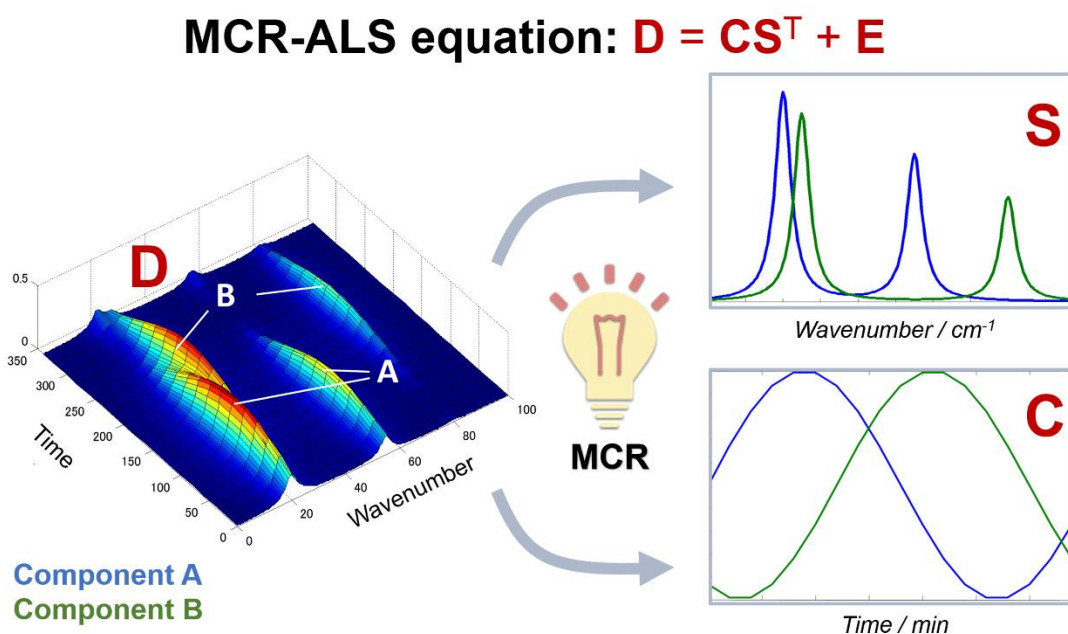 MCR-ALS equation: D = CSᵀ + E
D
B
A
0.5
0
350
300
250
200
150
100
50
0
Time
0
20
40
60
80
100
Wavenumber
Component A
Component B
MCR
S
Wavenumber / cm⁻¹
C
Time / min